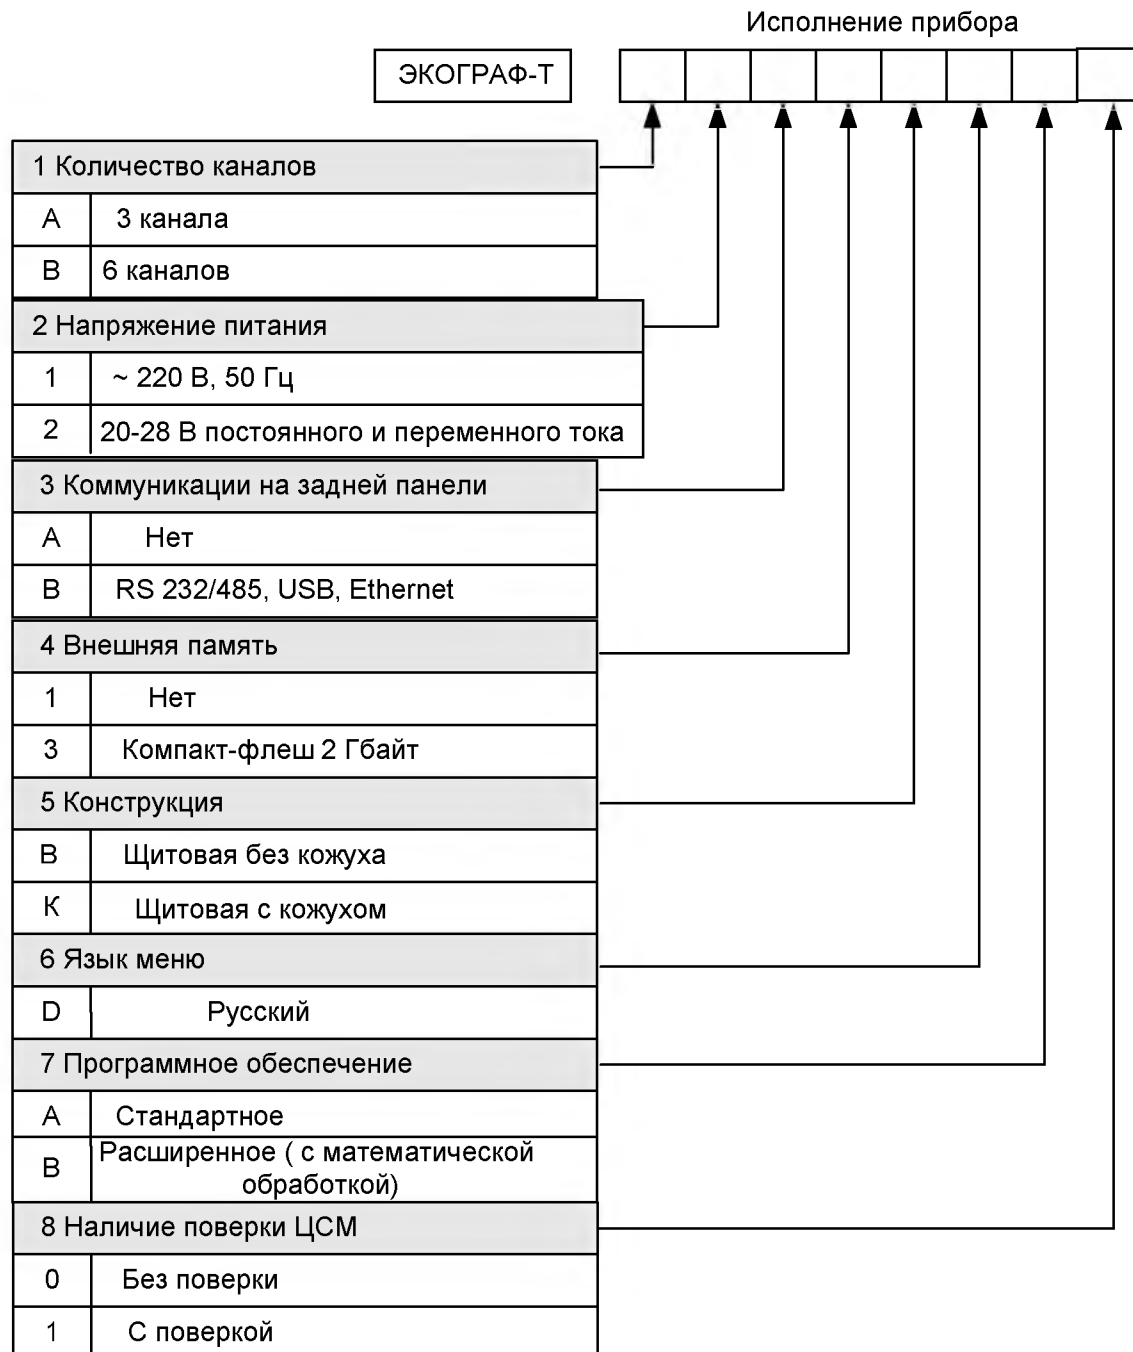 Исполнение прибора
ЭКОГРАФ-Т
1 Количество каналов
А 3 канала
В 6 каналов
2 Напряжение питания
1 ~ 220 В, 50 Гц
2 20-28 В постоянного и переменного тока
3 Коммуникации на задней панели
А Нет
В RS 232/485, USB, Ethernet
4 Внешняя память
1 Нет
3 Компакт-флеш 2 Гбайт
5 Конструкция
В Щитовая без кожуха
К Щитовая с кожухом
6 Язык меню
D Русский
7 Программное обеспечение
А Стандартное
В Расширенное ( с математической
обработкой)
8 Наличие поверки ЦСМ
0 Без поверки
1 С поверкой